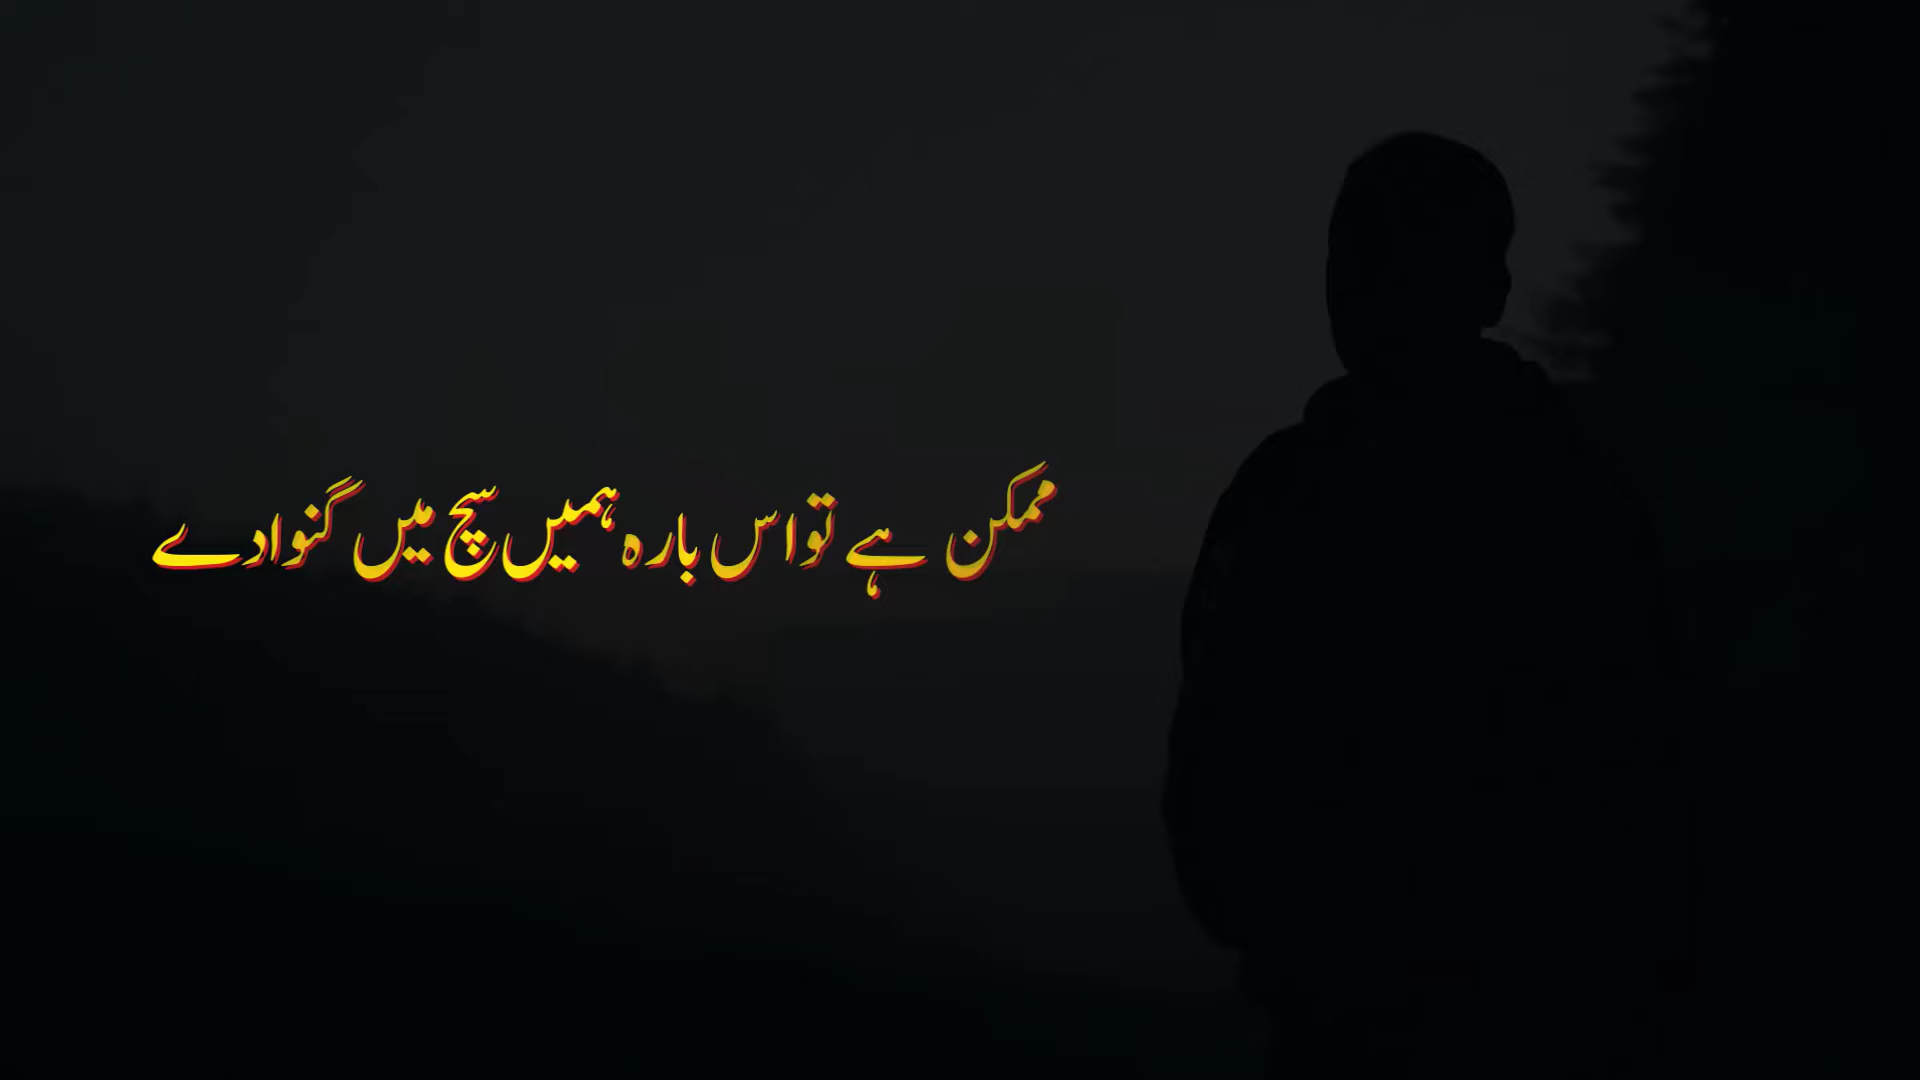 ممکن ہے تو اس بارہ ہمیں سچ میں گنوا دے